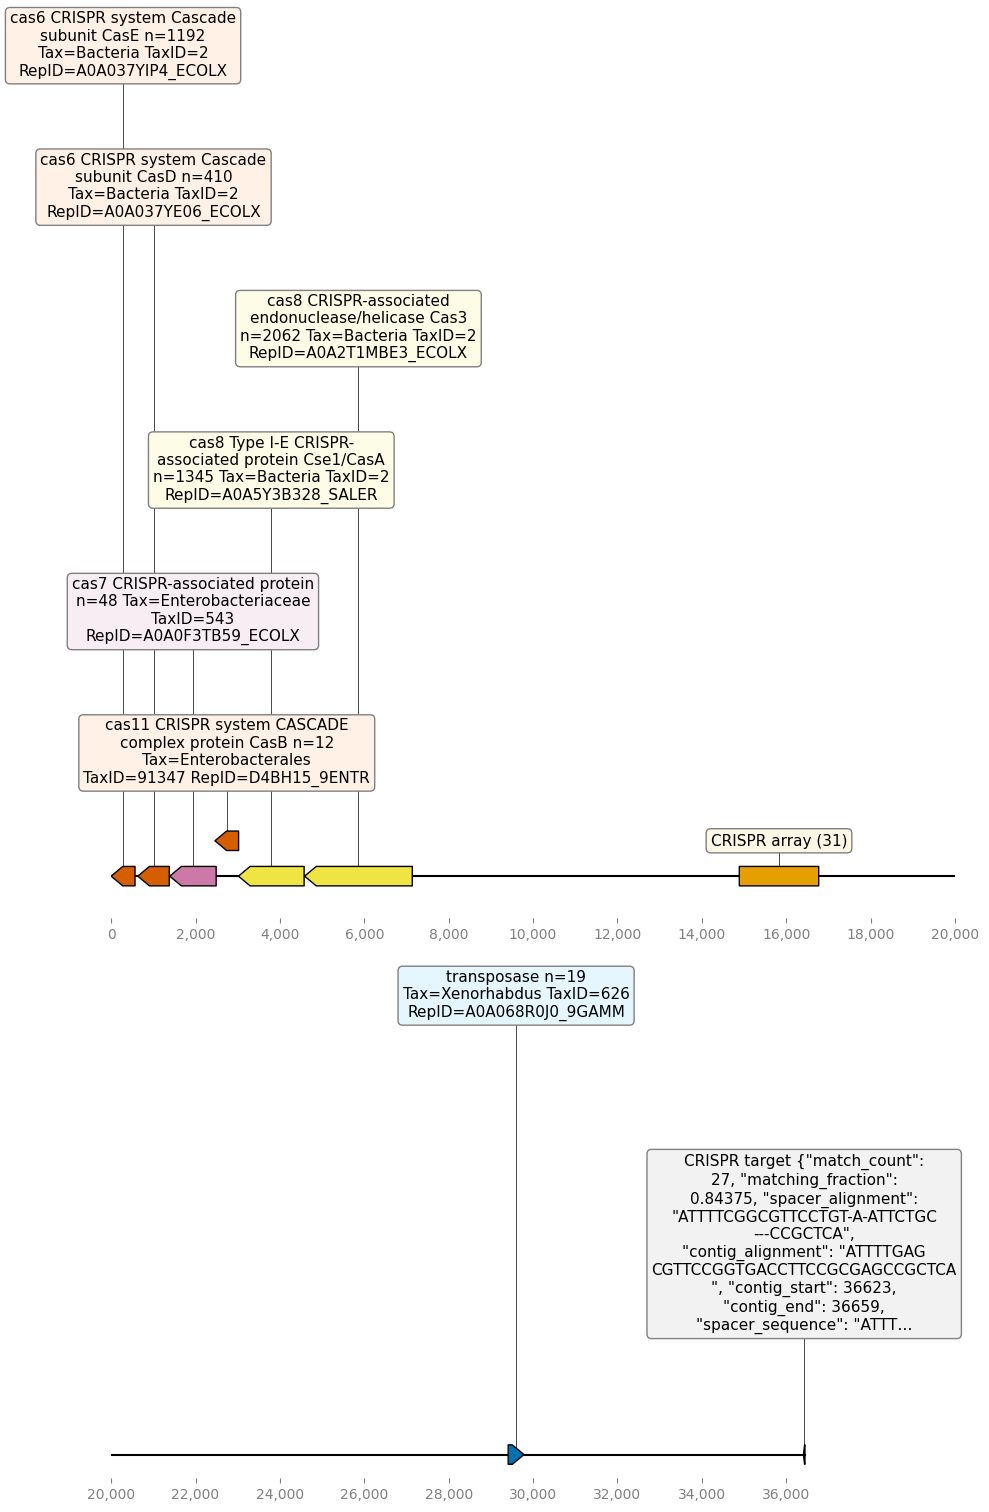 cas6 CRISPR system Cascade
subunit CasE n=1192
Tax=Bacteria TaxID=2
RepID=A0A037YIP4_ECOLX
cas6 CRISPR system Cascade
subunit CasD n=410
Tax=Bacteria TaxID=2
RepID=A0A037YE06_ECOLX
cas8 CRISPR-associated
endonuclease/helicase Cas3
n=2062 Tax=Bacteria TaxID=2
RepID=A0A2T1MBE3_ECOLX
cas8 Type I-E CRISPR-
associated protein Cse1/CasA
n=1345 Tax=Bacteria TaxID=2
RepID=A0A5Y3B328_SALER
cas7 CRISPR-associated protein
n=48 Tax=Enterobacteriaceae
TaxID=543
RepID=A0A0F3TB59_ECOLX
cas11 CRISPR system CASCADE
complex protein CasB n=12
Tax=Enterobacterales
TaxID=91347 RepID=D4BH15_9ENTR
CRISPR array (31)
0 2,000 4,000 6,000 8,000 10,000 12,000 14,000 16,000 18,000 20,000
transposase n=19
Tax=Xenorhabdus TaxID=626
RepID=A0A068R0J0_9GAMM
CRISPR target {"match_count":
27, "matching_fraction":
0.84375, "spacer_alignment":
"ATTTTCGGCGTTCCTGT-A-ATTCTGC
---CCGCTCA",
"contig_alignment": "ATTTTGAG
CGTTCCGGTGACCTTCCGCGAGCCGCTCA
", "contig_start": 36623,
"contig_end": 36659,
"spacer_sequence": "ATTT...
20,000 22,000 24,000 26,000 28,000 30,000 32,000 34,000 36,000